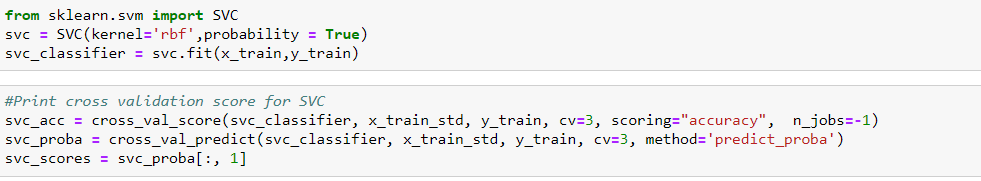 from sklearn.svm import SVC
svc = SVC(kernel='rbf',probability = True)
svc_classifier = svc.fit(x_train,y_train)
#Print cross validation score for SVC
svc_acc = cross_val_score(svc_classifier, x_train_std, y_train, cv=3, scoring="accuracy",  n_jobs=-1)
svc_proba = cross_val_predict(svc_classifier, x_train_std, y_train, cv=3, method='predict_proba')
svc_scores = svc_proba[:, 1]